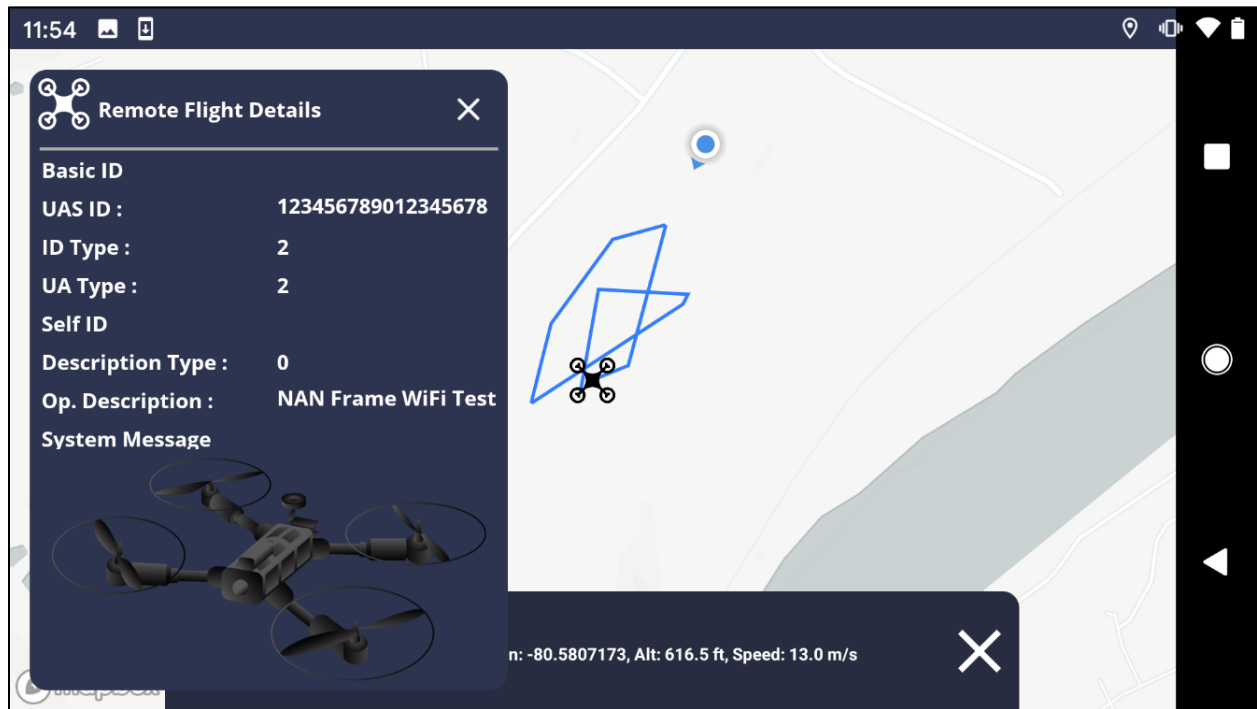 11:54
Remote Flight Details
Basic ID
UAS ID : 123456789012345678
ID Type : 2
UA Type : 2
Self ID
Description Type : 0
Op. Description : NAN Frame WiFi Test
System Message
n: -80.5807173, Alt: 616.5 ft, Speed: 13.0 m/s